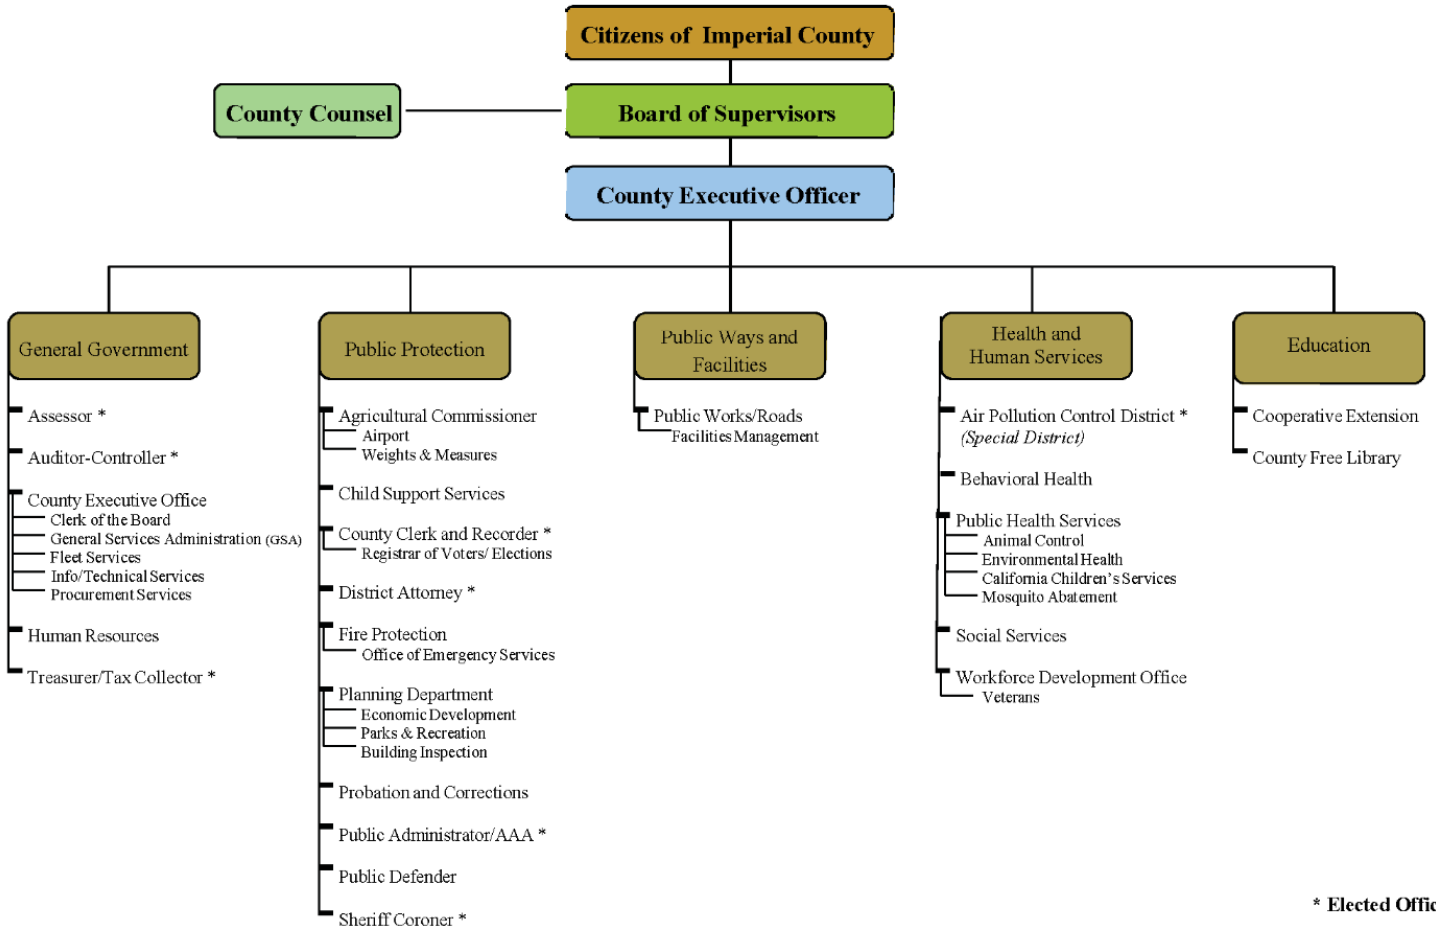 Citizens of Imperial County
County Counsel
Board of Supervisors
County Executive Officer
General Government
Assessor *
Auditor-Controller *
County Executive Office
Clerk of the Board
General Services Administration (GSA)
Fleet Services
Info/Technical Services
Procurement Services
Human Resources
Treasurer/Tax Collector *
Public Protection
Agricultural Commissioner
Airport
Weights & Measures
Child Support Services
County Clerk and Recorder *
Registrar of Voters/ Elections
District Attorney *
Fire Protection
Office of Emergency Services
Planning Department
Economic Development
Parks & Recreation
Building Inspection
Probation and Corrections
Public Administrator/AAA *
Public Defender
Sheriff Coroner *
Public Ways and
Facilities
Public Works/Roads
Facilities Management
Health and
Human Services
Air Pollution Control District *
(Special District)
Behavioral Health
Public Health Services
Animal Control
Environmental Health
California Children's Services
Mosquito Abatement
Social Services
Workforce Development Office
Veterans
Education
Cooperative Extension
County Free Library
* Elected